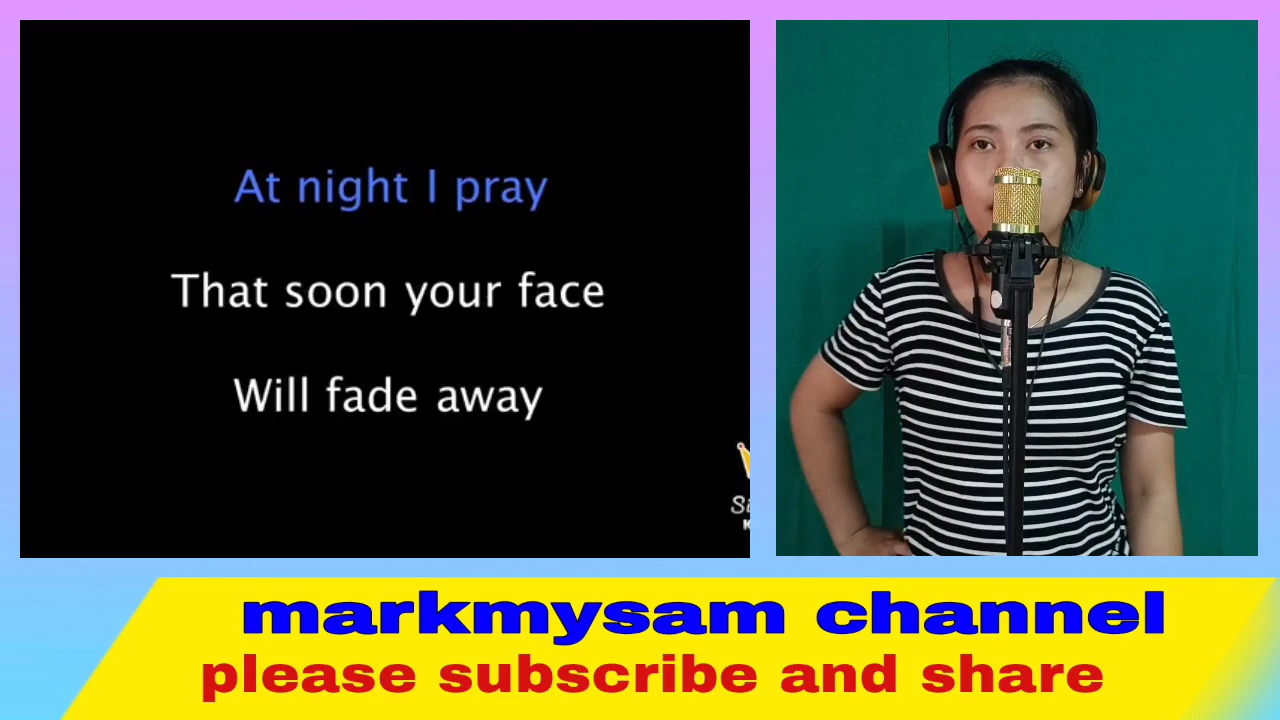 At night I pray
That soon your face
Will fade away
markmysam channel
please subscribe and share